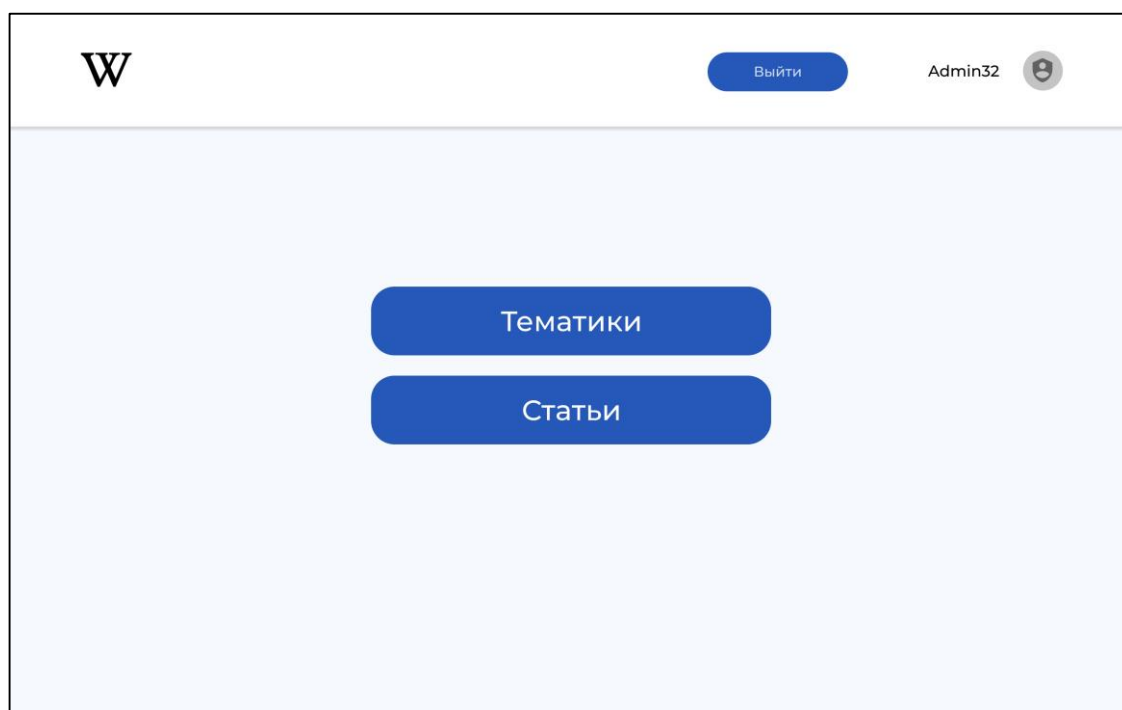 W
Выйти
Admin32
Тематики
Статьи